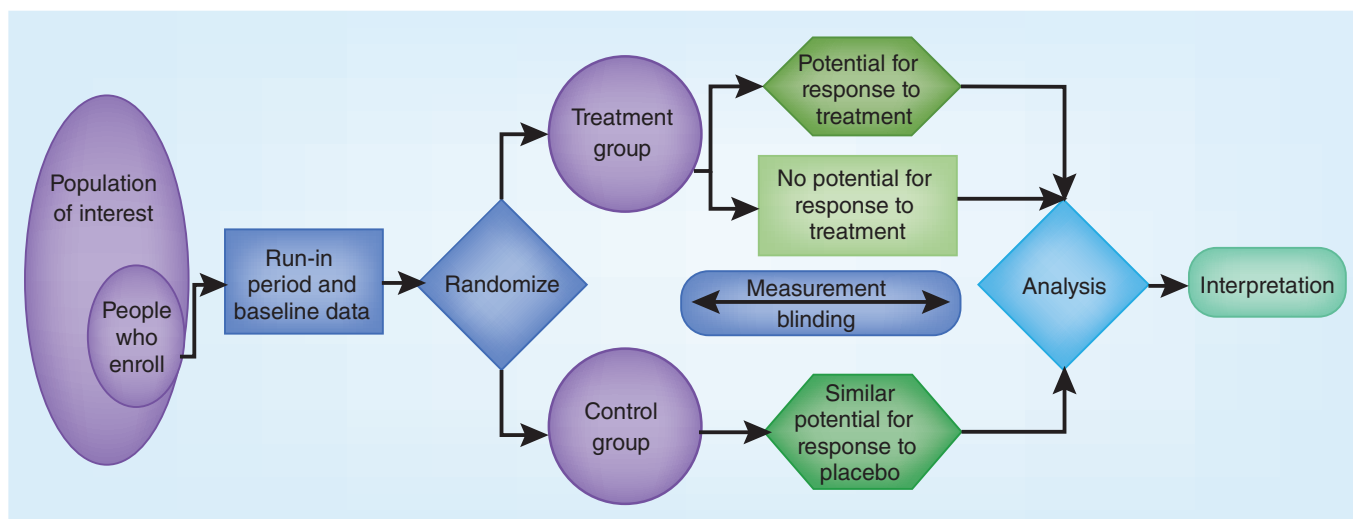 Population
of interest
People
who
enroll
Run-in
period and
baseline data
Randomize
Treatment
group
Potential for
response to
treatment
No potential for
response to
treatment
Measurement
blinding
Control
group
Similar
potential for
response to
placebo
Analysis
Interpretation